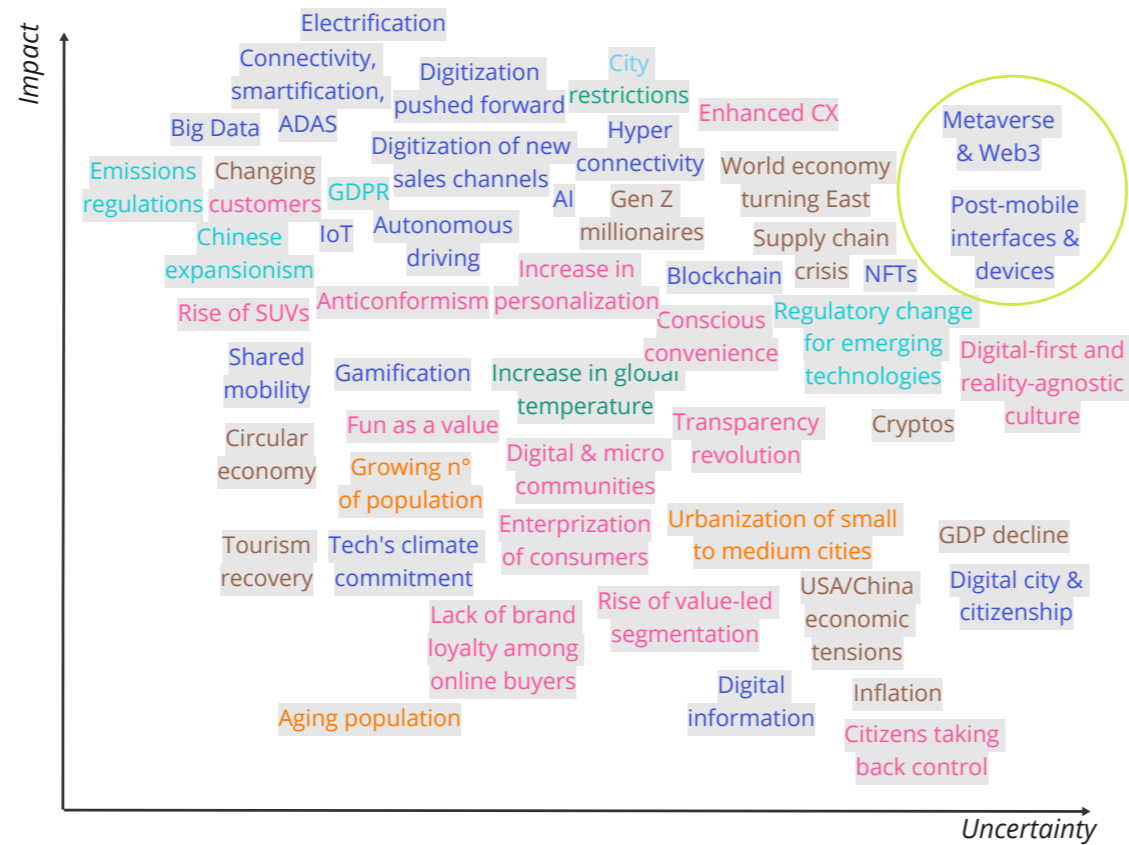 Impact
Electrification
Connectivity,
smartification,
ADAS
Digitization
pushed forward
City
restrictions
Enhanced CX
Big Data
Hyper
connectivity
Metaverse
& Web3
Digitization of new
sales channels
Emissions
regulations
Changing
customers
GDPR
AI
Gen Z
millionaires
World economy
turning East
Post-mobile
interfaces &
devices
Chinese
expansionism
IoT
Autonomous
driving
Supply chain
crisis
NFTs
Increase in
personalization
Blockchain
Rise of SUVs
Anticonformism
Conscious
convenience
Regulatory change
for emerging
technologies
Digital-first and
reality-agnostic
culture
Shared
mobility
Gamification
Increase in global
temperature
Fun as a value
Transparency
revolution
Cryptos
Circular
economy
Growing n°
of population
Digital & micro
communities
Enterprization
of consumers
Urbanization of small
to medium cities
GDP decline
Tourism
recovery
Tech's climate
commitment
USA/China
economic
tensions
Digital city &
citizenship
Lack of brand
loyalty among
online buyers
Rise of value-led
segmentation
Digital
information
Inflation
Aging population
Citizens taking
back control
Uncertainty